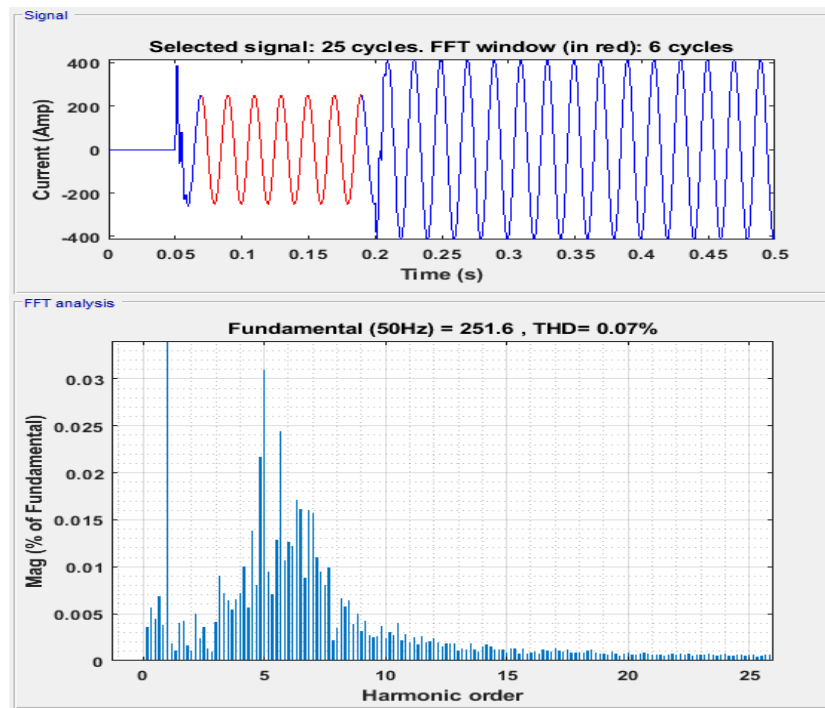 Signal
Selected signal: 25 cycles. FFT window (in red): 6 cycles
Current (Amp)
400
200
0
-200
-400
0 0.05 0.1 0.15 0.2 0.25 0.3 0.35 0.4 0.45 0.5
Time (s)
FFT analysis
Fundamental (50Hz) = 251.6 , THD= 0.07%
Mag (% of Fundamental)
0.03
0.025
0.02
0.015
0.01
0.005
0
0 5 10 15 20 25
Harmonic order